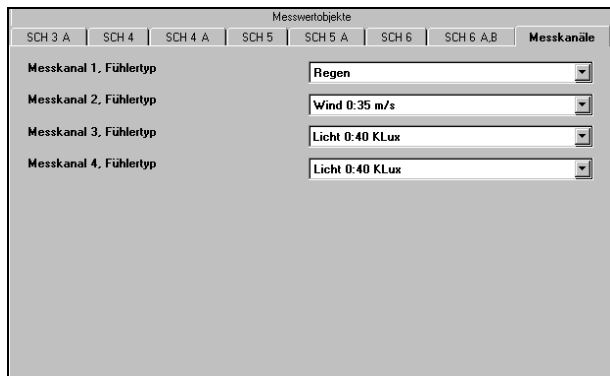 Messwertobjekte
SCH 3 A SCH 4 SCH 4 A SCH 5 SCH 5 A SCH 6 SCH 6 A,B Messkanäle
Messkanal 1, Fühlertyp Regen
Messkanal 2, Fühlertyp Wind 0:35 m/s
Messkanal 3, Fühlertyp Licht 0:40 KLux
Messkanal 4, Fühlertyp Licht 0:40 KLux